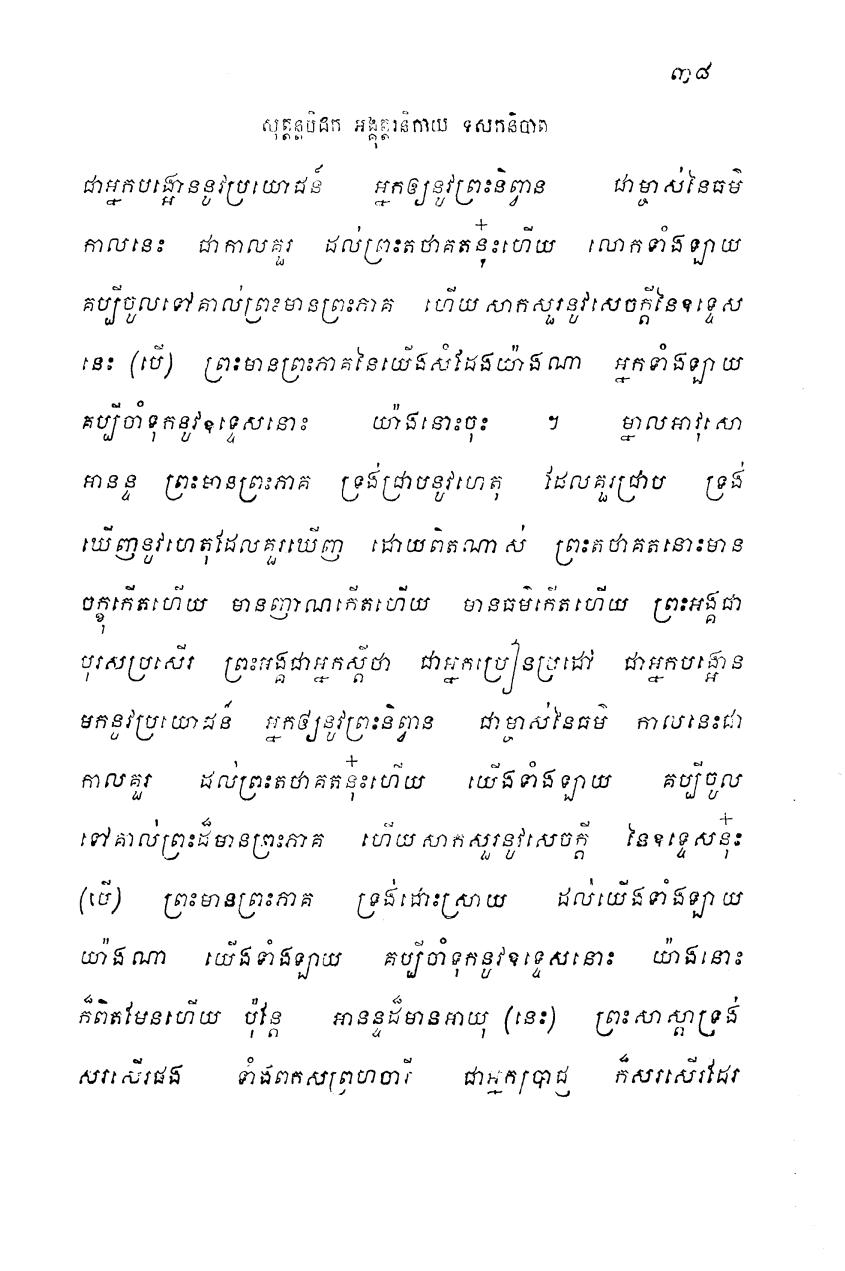 ៣៨
សុត្តន្តបិដក អង្គុត្តរនិកាយ ទសកនិបាត
ជាអ្នកបង្អោននូវប្រយោជន៍ អ្នកឲ្យនូវព្រះនិព្វាន ជាម្ចាស់នៃធម៌
កាលនេះ ជាកាលគួរ ដល់ព្រះតថាគតនុ៎ះហើយ លោកទាំងឡាយ
គប្បីចូលទៅគាល់ព្រះមានព្រះភាគ ហើយសាកសួរនូវសេចក្តីនៃឧទ្ទេស
នេះ (បើ) ព្រះមានព្រះភាគនៃយើងសំដែងយ៉ាងណា អ្នកទាំងឡាយ
គប្បីចាំទុកនូវឧទ្ទេសនោះ យ៉ាងនោះចុះ ។ ម្នាលអាវុសោ
អានន្ទ ព្រះមានព្រះភាគ ទ្រង់ជ្រាបនូវហេតុ ដែលគួរជ្រាប ទ្រង់
ឃើញនូវហេតុដែលគួរឃើញ ដោយពិតណាស់ ព្រះតថាគតនោះមាន
ចក្ខុកើតហើយ មានញាណកើតហើយ មានធម៌កើតហើយ ព្រះអង្គជា
បុរសប្រសើរ ព្រះអង្គជាអ្នកស្តីថា ជាអ្នកប្រៀនប្រដៅ ជាអ្នកបង្អោន
មកនូវប្រយោជន៍ អ្នកឲ្យនូវព្រះនិព្វាន ជាម្ចាស់នៃធម៌ កាលនេះជា
កាលគួរ ដល់ព្រះតថាគតនុ៎ះហើយ យើងទាំងឡាយ គប្បីចូល
ទៅគាល់ព្រះដ៏មានព្រះភាគ ហើយសាកសួរនូវសេចក្តី នៃឧទ្ទេសនុ៎ះ
(បើ) ព្រះមានព្រះភាគ ទ្រង់ដោះស្រាយ ដល់យើងទាំងឡាយ
យ៉ាងណា យើងទាំងឡាយ គប្បីចាំទុកនូវឧទ្ទេសនោះ យ៉ាងនោះ
ក៏ពិតមែនហើយ ប៉ុន្តែ អានន្ទដ៏មានអាយុ (នេះ) ព្រះសាស្តាទ្រង់
សរសើរផង ទាំងពកសព្រហ្មចារី ជាអ្នកប្រាជ្ញ ក៏សរសើរដែរ